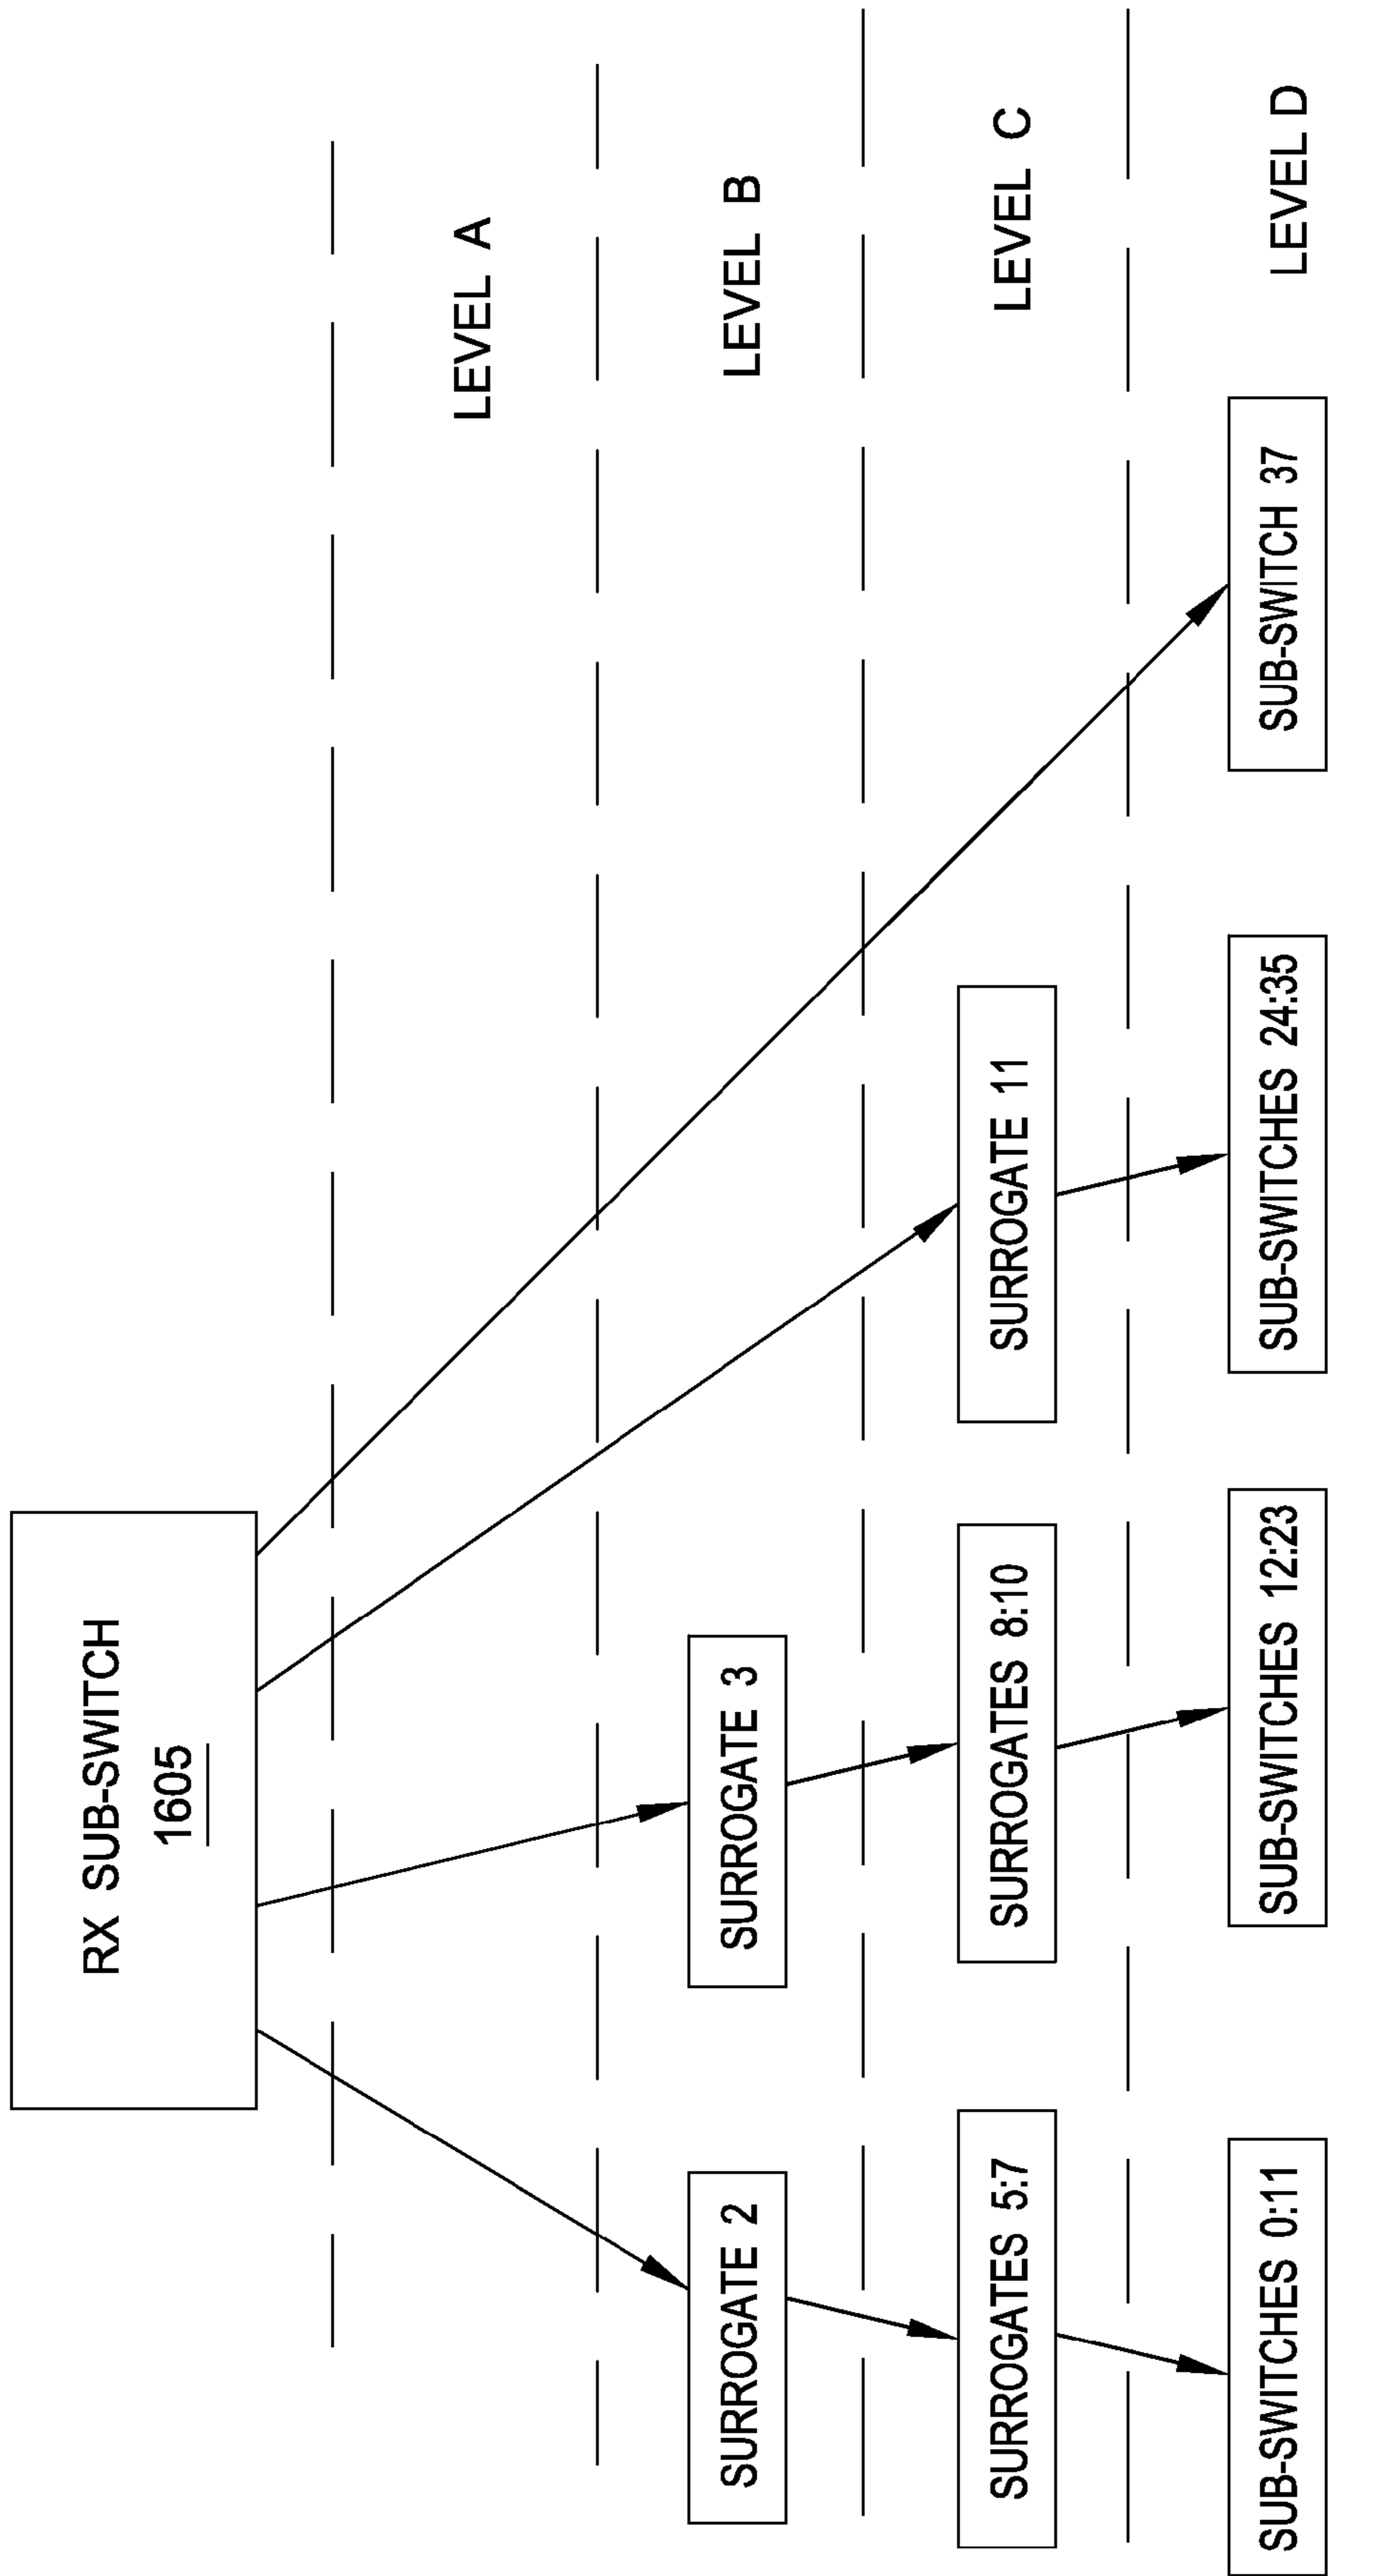 RX SUB-SWITCH
1605
LEVEL A
SURROGATE 2
SURROGATE 3
LEVEL B
SURROGATES 5:7
SURROGATES 8:10
SURROGATE 11
LEVEL C
SUB-SWITCHES 0:11
SUB-SWITCHES 12:23
SUB-SWITCHES 24:35
SUB-SWITCH 37
LEVEL D